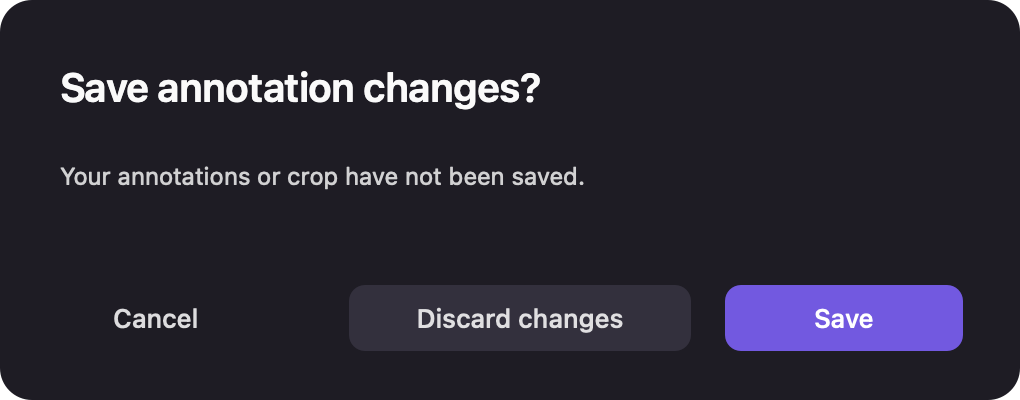 Save annotation changes?
Your annotations or crop have not been saved.
Cancel
Discard changes
Save